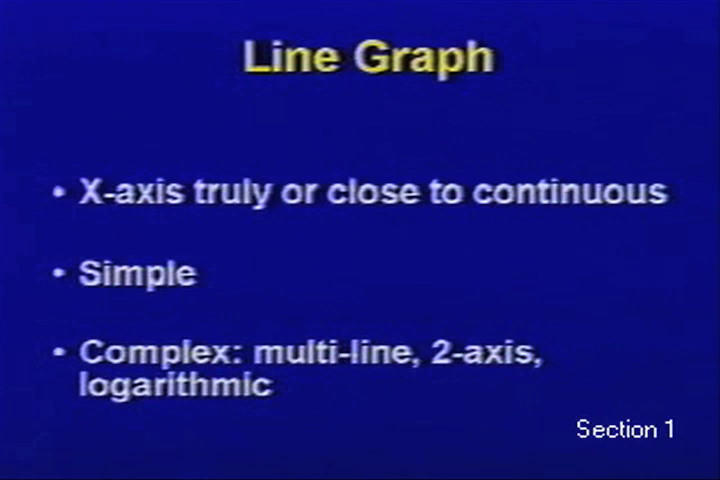 Line Graph
• X-axis truly or close to continuous
• Simple
• Complex: multi-line, 2-axis,
logarithmic
Section 1